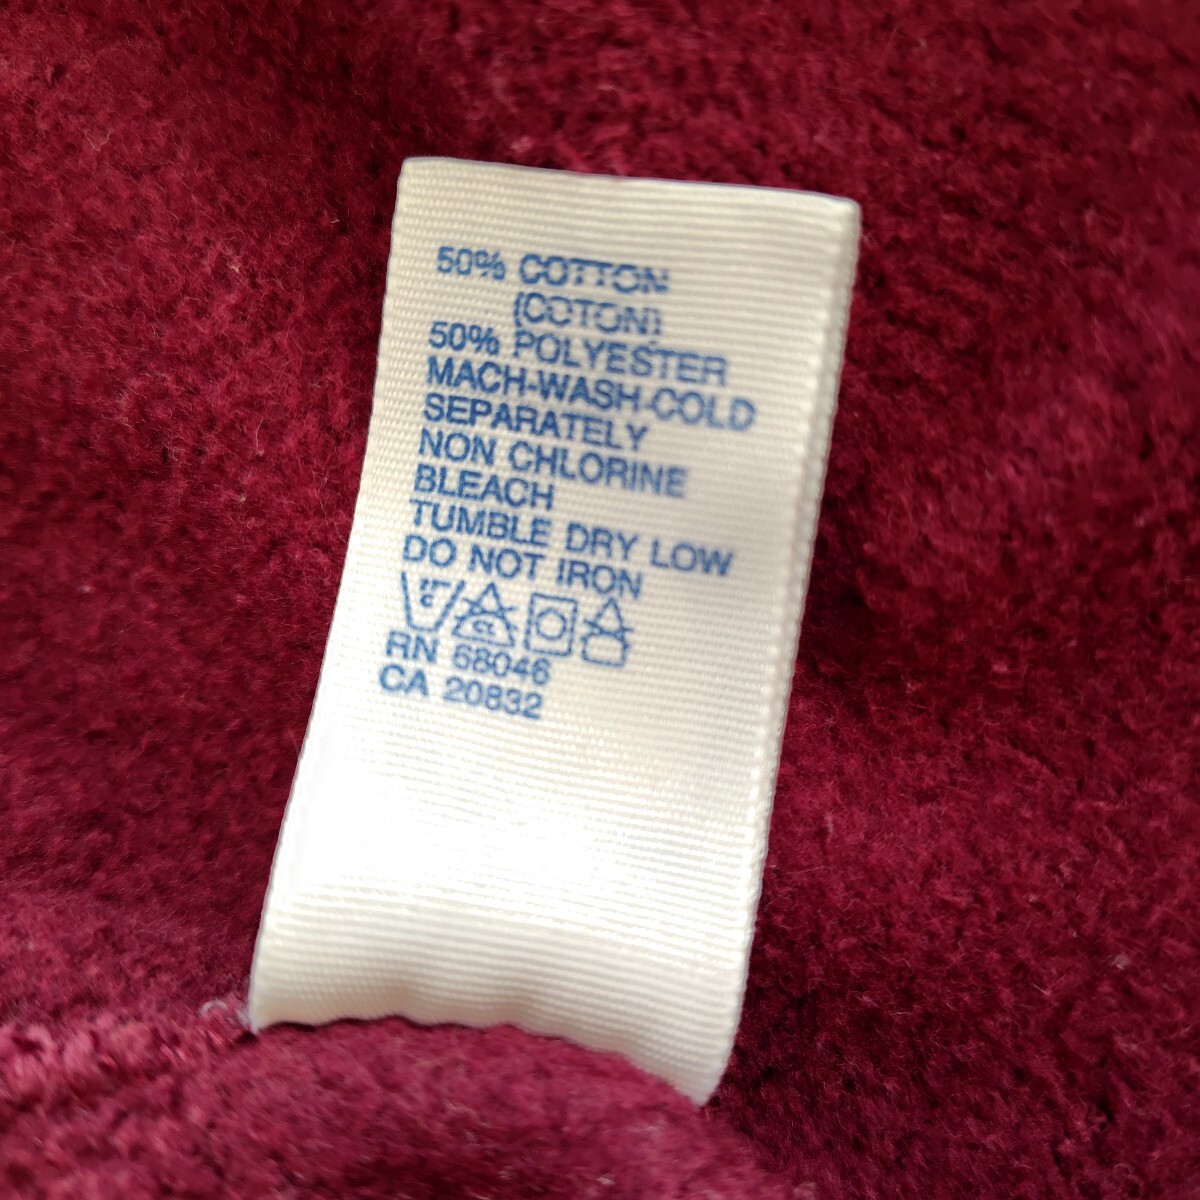 50% COTTON
(COTON)
50% POLYESTER
MACH-WASH-COLD
SEPARATELY
NON CHLORINE
BLEACH
TUMBLE DRY LOW
DO NOT IRON
CL
RN 68046
CA 20832